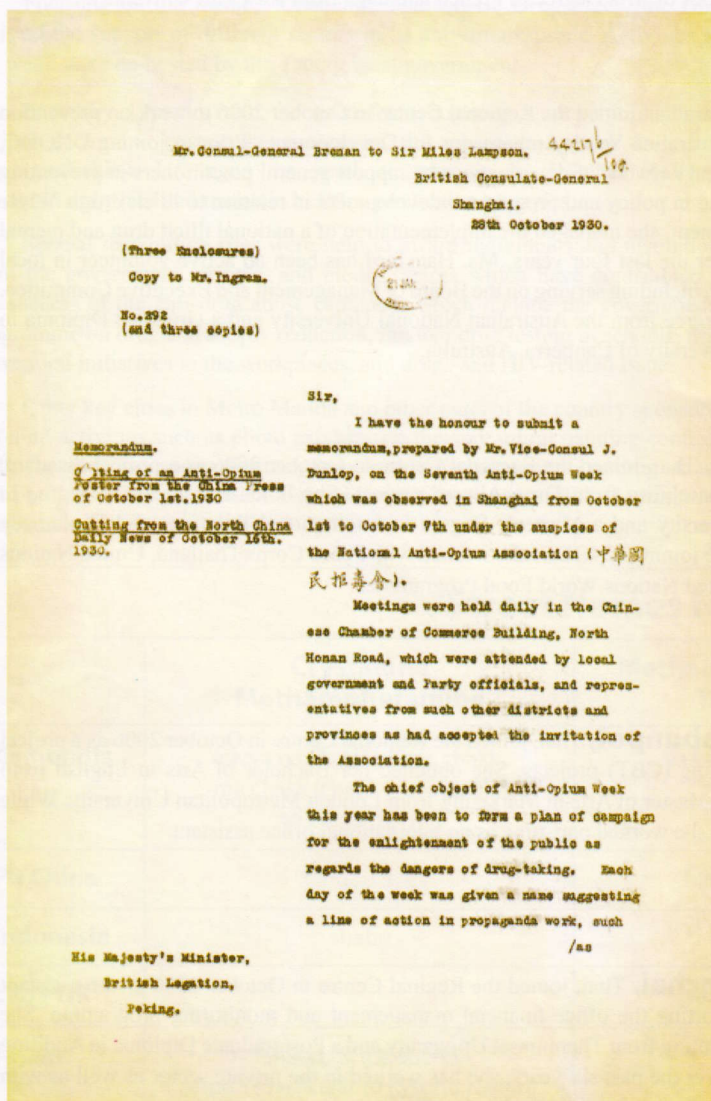 Mr.Consul-General Brenan to Sir Miles Lampson.
British Consulate-General
Shanghai.
28th October 1930.
(Three Enclosures)
Copy to Mr.Ingram.
No.292
(and three copies)
Sir,
I have the honour to submit a
memorandum,prepared by Mr.Vice-Consul J.
Dunlop, on the Seventh Anti-Opium Week
which was observed in Shanghai from October
1st to October 7th under the auspices of
the National Anti-Opium Association (中華國
民拒毒會).
Memorandum.
Cutting of an Anti-Opium
Poster from the China Press
of October 1st.1930
Cutting from the North China
Daily News of October 16th.
1930.
Meetings were held daily in the Chin-
ese Chamber of Commerce Building, North
Honan Road, which were attended by local
government and Party officials, and repres-
entatives from such other districts and
provinces as had accepted the invitation of
the Association.
The chief object of Anti-Opium Week
this year has been to form a plan of campaign
for the enlightenment of the public as
regards the dangers of drug-taking. Each
day of the week was given a name suggesting
a line of action in propaganda work, such
/as
His Majesty's Minister,
British Legation,
Peking.